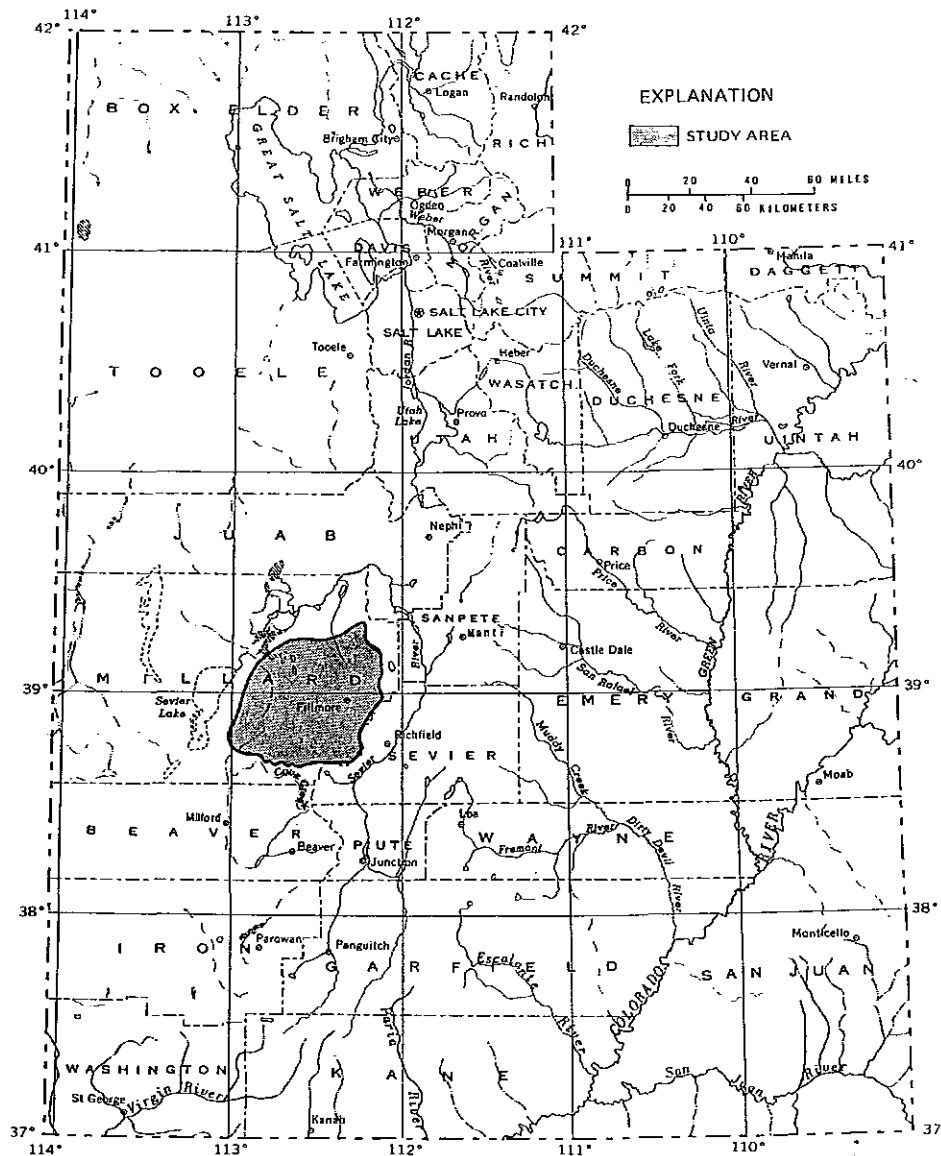 114°
113°
112°
42°
42°
CACHE
Logan
Randolph
BOX ELDER
Brigham City
RICH
GREAT SALT LAKE
WEBER
Ogden
Weber
MORGAN
Morgan
River
41°
DAVIS
Farmington
Coalville
111°
110°
41°
Manila
SUMMIT
DAGGETT
SALT LAKE CITY
SALT LAKE
Tooele
Jordan R
Heber
TOOELE
WASATCH
Duchesne
Lake Fork
Uinta River
Vernal
DUCHESNE
Utah Lake
Provo
UTAH
Duchesne
River
UINTAH
40°
40°
JUAB
Nephi
CARBON
Price
Price River
GREEN RIVER
SANPETE
Manti
River
Castle Dale
San Rafael River
39°
MILLARD
Sevier Lake
Fillmore
EMERY
GRAND
39°
Richfield
SEVIER
Sevier
Muddy Creek
Moab
Milford
BEAVER
Beaver
PIUTE
Junction
Loa
WAYNE
Fremont River
Dirty Devil River
COLORADO RIVER
38°
38°
IRON
Parowan
Panguitch
GARFIELD
Escalante River
Monticello
SAN JUAN
Paria River
WASHINGTON
St George
Virgin River
KANE
Kanab
San Juan River
37°
37
114°
113°
112°
111°
110°
EXPLANATION
STUDY AREA
0 20 40 60 MILES
0 20 40 60 KILOMETERS